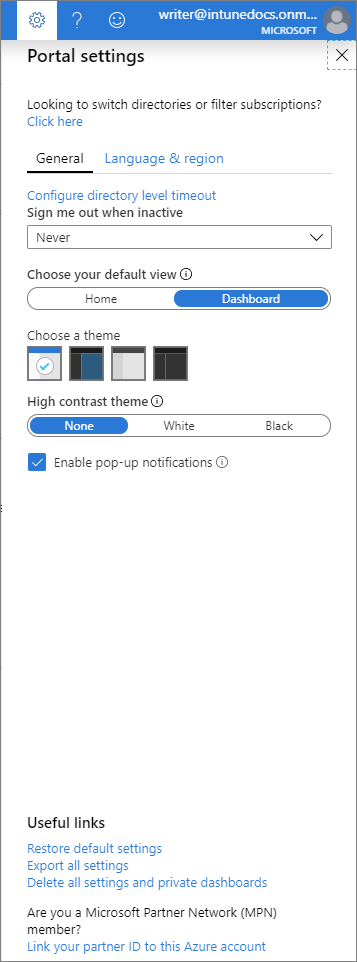 writer@intunedocs.onm...
MICROSOFT
Portal settings
Looking to switch directories or filter subscriptions?
Click here
General Language & region
Configure directory level timeout
Sign me out when inactive
Never
Choose your default view
Home Dashboard
Choose a theme
High contrast theme
None White Black
Enable pop-up notifications
Useful links
Restore default settings
Export all settings
Delete all settings and private dashboards
Are you a Microsoft Partner Network (MPN)
member?
Link your partner ID to this Azure account